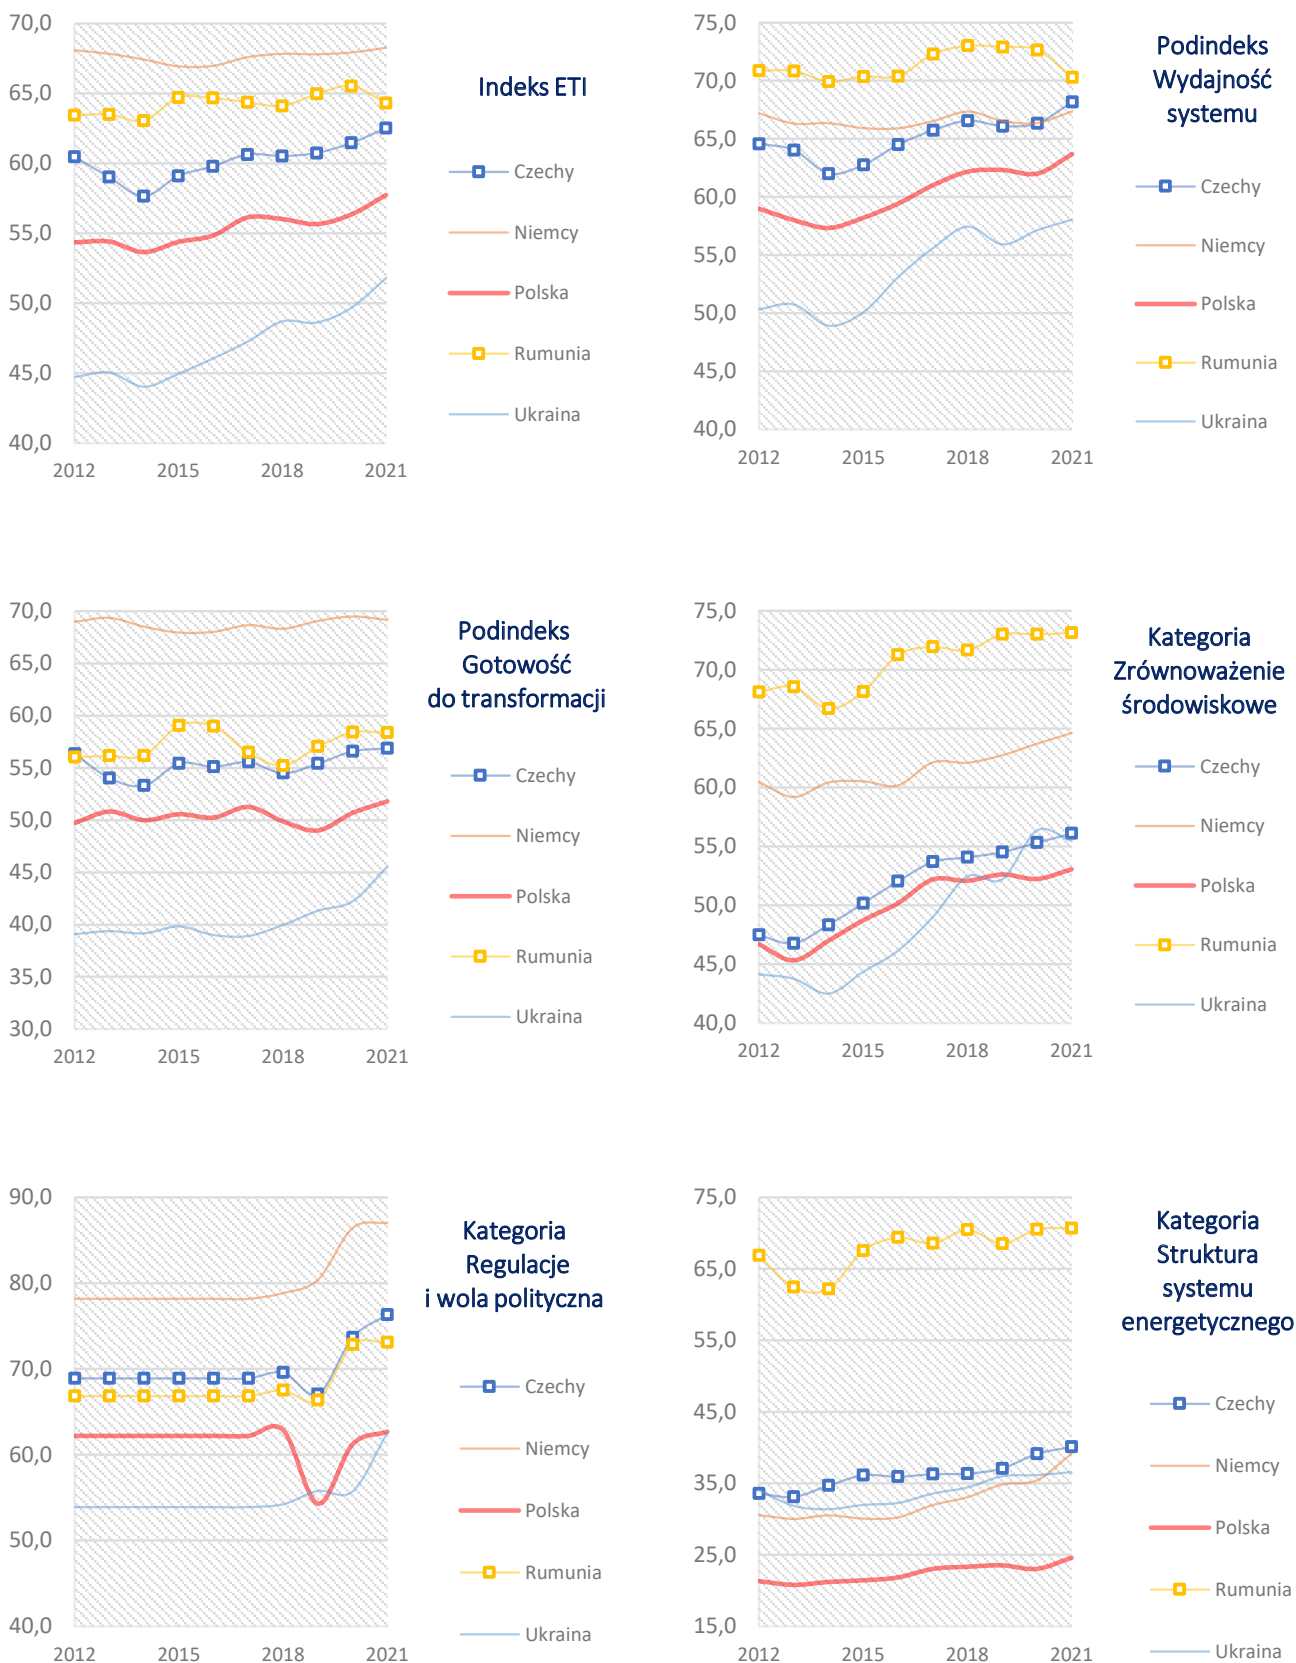 70,0
65,0
60,0
55,0
50,0
45,0
40,0
2012 2015 2018 2021
Indeks ETI
Czechy
Niemcy
Polska
Rumunia
Ukraina
75,0
70,0
65,0
60,0
55,0
50,0
45,0
40,0
2012 2015 2018 2021
Podindeks
Wydajność
systemu
Czechy
Niemcy
Polska
Rumunia
Ukraina
70,0
65,0
60,0
55,0
50,0
45,0
40,0
35,0
30,0
2012 2015 2018 2021
Podindeks
Gotowość
do transformacji
Czechy
Niemcy
Polska
Rumunia
Ukraina
75,0
70,0
65,0
60,0
55,0
50,0
45,0
40,0
2012 2015 2018 2021
Kategoria
Zrównoważenie
środowiskowe
Czechy
Niemcy
Polska
Rumunia
Ukraina
90,0
80,0
70,0
60,0
50,0
40,0
2012 2015 2018 2021
Kategoria
Regulacje
i wola polityczna
Czechy
Niemcy
Polska
Rumunia
Ukraina
75,0
65,0
55,0
45,0
35,0
25,0
15,0
2012 2015 2018 2021
Kategoria
Struktura
systemu
energetycznego
Czechy
Niemcy
Polska
Rumunia
Ukraina